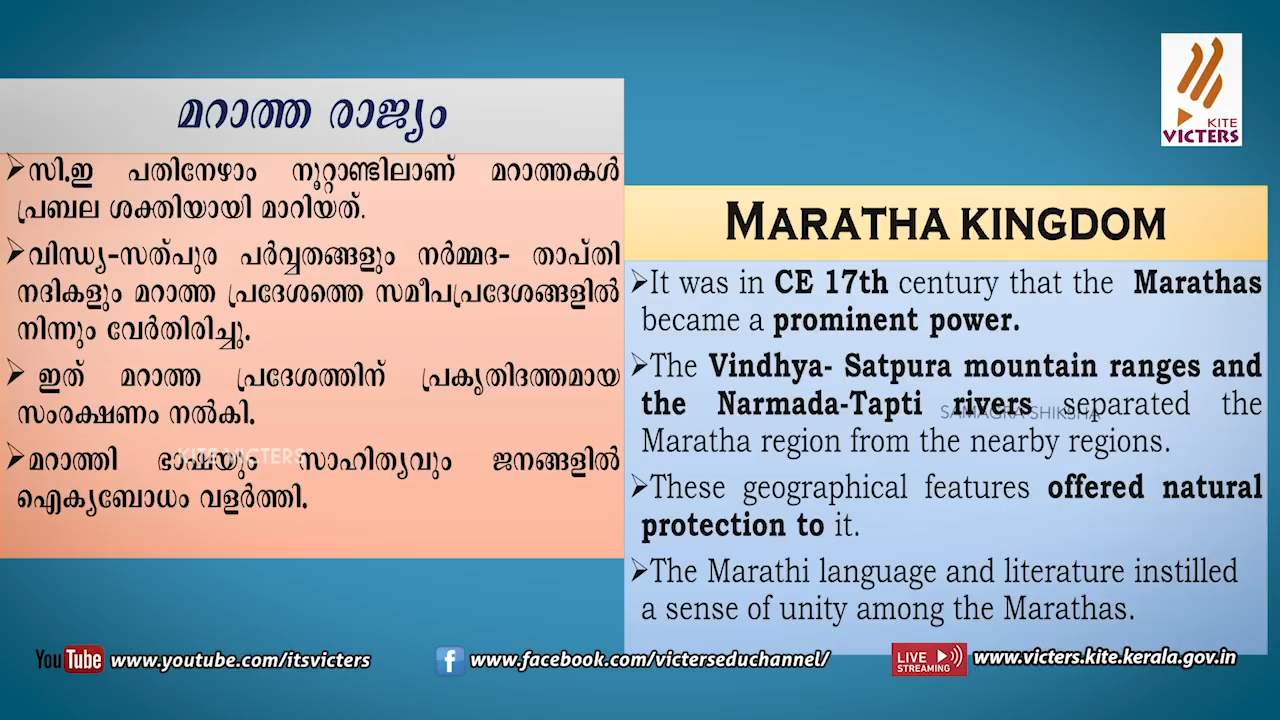 മറാത്ത രാജ്യം
➢സി.ഇ പതിനേഴാം നൂറ്റാണ്ടിലാണ് മറാത്തകൾ
പ്രബല ശക്തിയായി മാറിയത്.
➢വിന്ധ്യ-സത്പുര പർവ്വതങ്ങളും നർമ്മദ- താപ്തി
നദികളും മറാത്ത പ്രദേശത്തെ സമീപപ്രദേശങ്ങളിൽ
നിന്നും വേർതിരിച്ചു.
➢ ഇത് മറാത്ത പ്രദേശത്തിന് പ്രകൃതിദത്തമായ
സംരക്ഷണം നൽകി.
➢മറാത്തി ഭാഷയും സാഹിത്യവും ജനങ്ങളിൽ
ഐക്യബോധം വളർത്തി.
KITE VICTERS
KITE
VICTERS
MARATHA KINGDOM
➢It was in CE 17th century that the Marathas
became a prominent power.
➢The Vindhya- Satpura mountain ranges and
the Narmada-Tapti rivers separated the
Maratha region from the nearby regions.
SAMAGRA SHIKSHA
➢These geographical features offered natural
protection to it.
➢The Marathi language and literature instilled
a sense of unity among the Marathas.
YouTube www.youtube.com/itsvicters
f www.facebook.com/victerseduchannel/
LIVE STREAMING www.victers.kite.kerala.gov.in